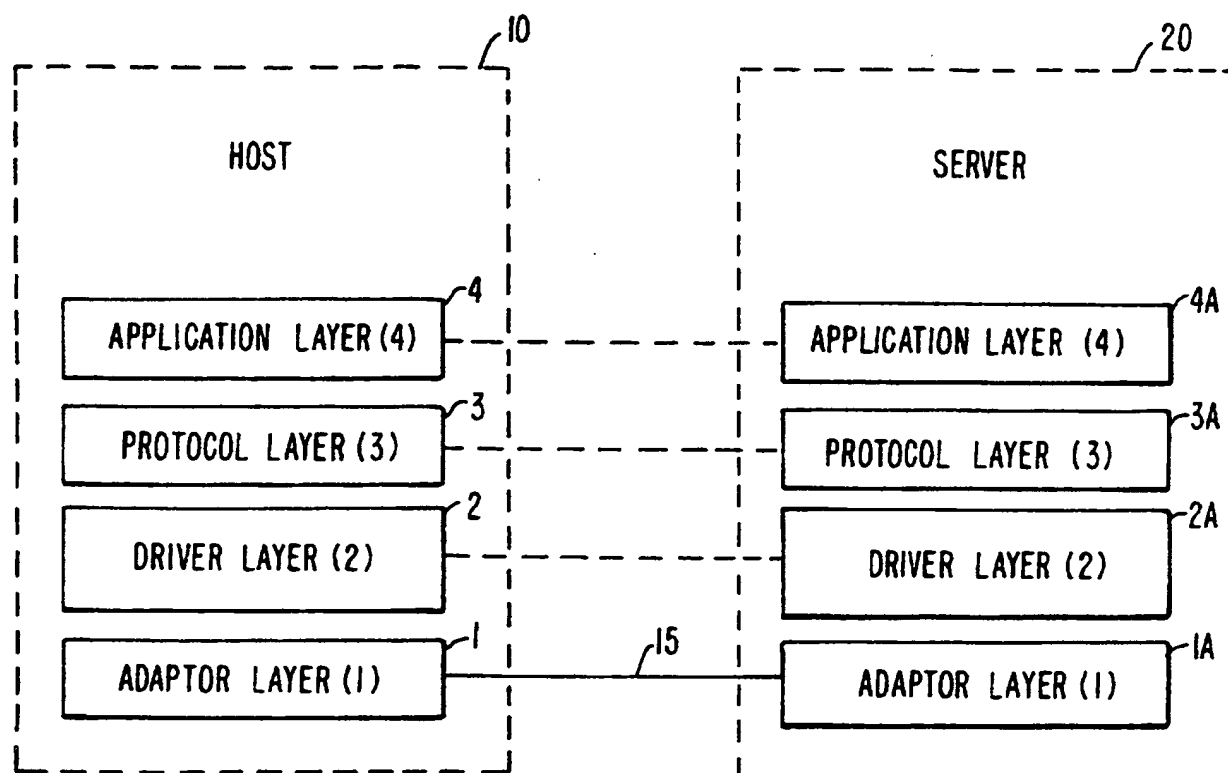 10
20
HOST
SERVER
4
4A
APPLICATION LAYER (4)
APPLICATION LAYER (4)
3
3A
PROTOCOL LAYER (3)
PROTOCOL LAYER (3)
2
2A
DRIVER LAYER (2)
DRIVER LAYER (2)
1
15
1A
ADAPTOR LAYER (1)
ADAPTOR LAYER (1)